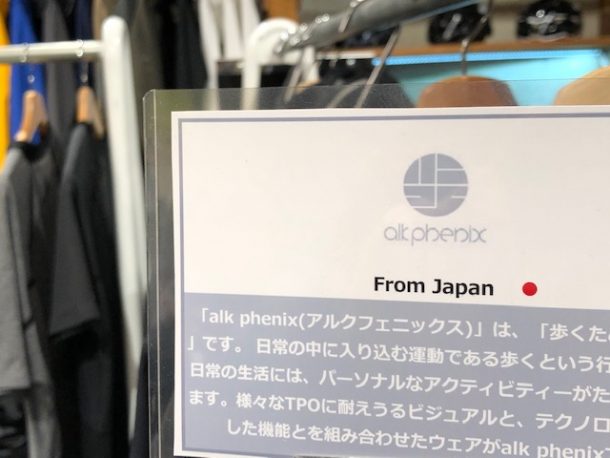 alk phenix
From Japan
「alk phenix(アルクフェニックス)」は、「歩くため
」です。日常の中に入り込む運動である歩くという行
日常の生活には、パーソナルなアクティビティーがた
ます。様々なTPOに耐えうるビジュアルと、テクノロ
した機能とを組み合わせたウェアがalk phenix